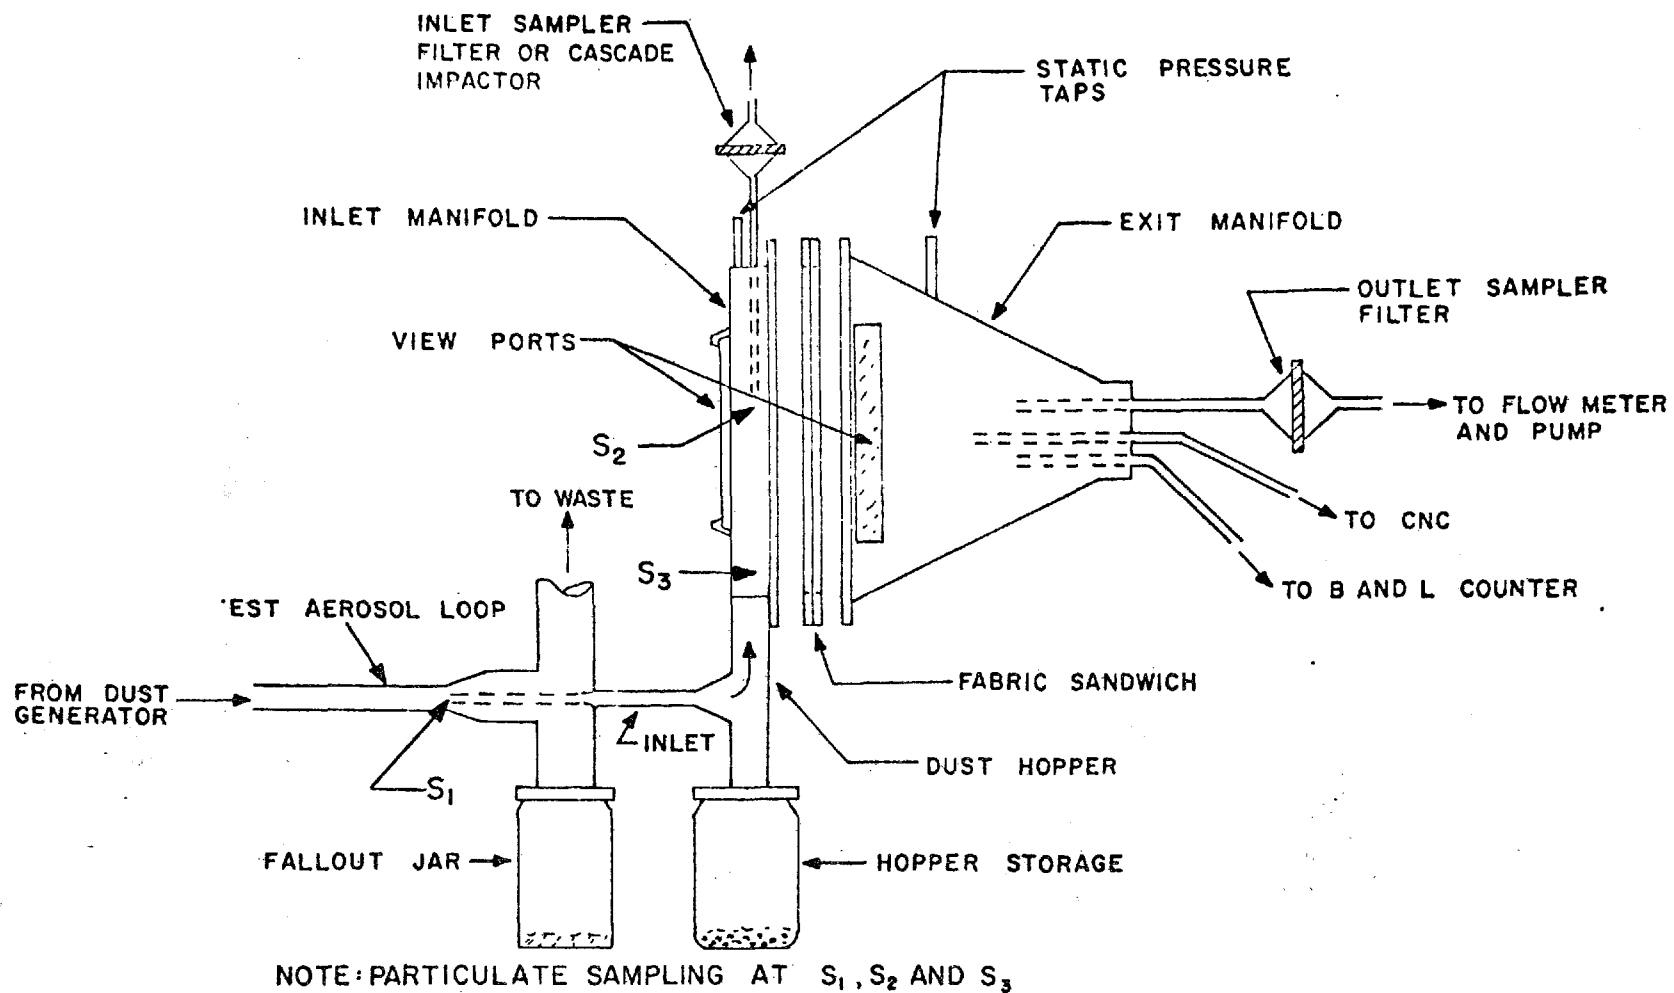 INLET SAMPLER
FILTER OR CASCADE
IMPACTOR
STATIC PRESSURE
TAPS
INLET MANIFOLD
EXIT MANIFOLD
OUTLET SAMPLER
FILTER
VIEW PORTS
TO FLOW METER
AND PUMP
S₂
TO WASTE
TO CNC
S₃
TO B AND L COUNTER
'EST AEROSOL LOOP
FABRIC SANDWICH
FROM DUST
GENERATOR
INLET
DUST HOPPER
S₁
FALLOUT JAR
HOPPER STORAGE
NOTE: PARTICULATE SAMPLING AT S₁, S₂ AND S₃